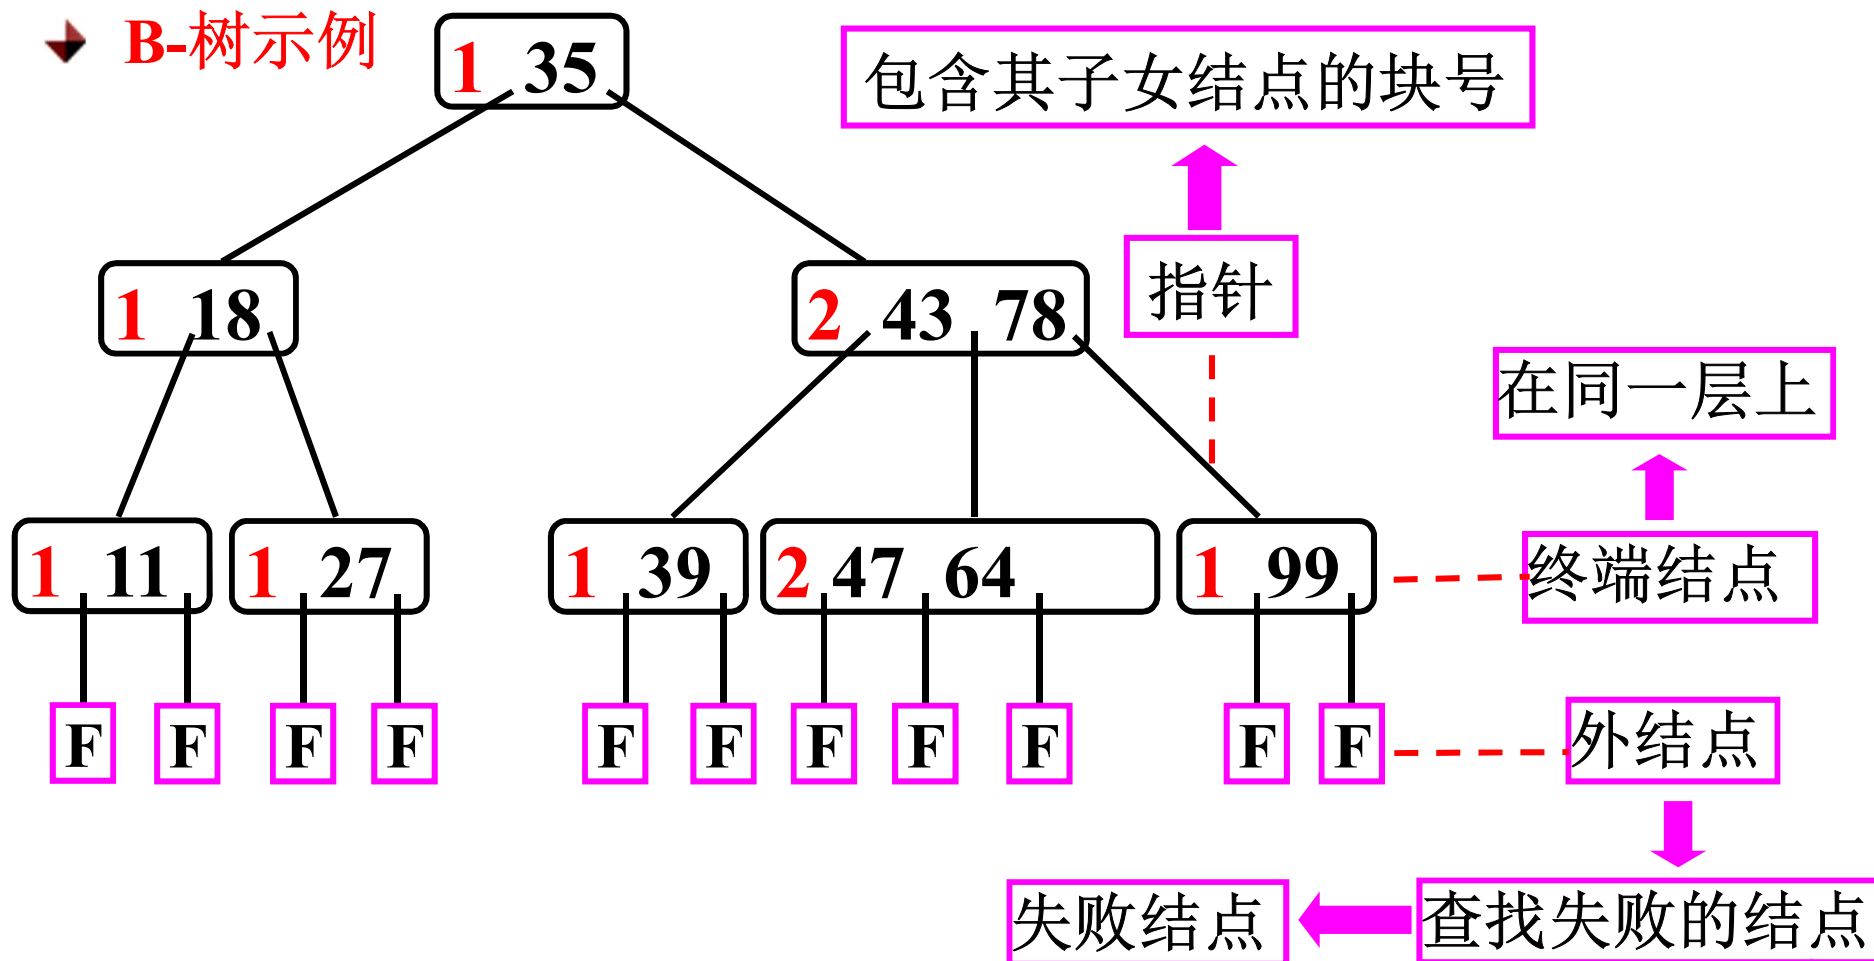 B-树示例
1 35
包含其子女结点的块号
1 18
2 43 78
指针
在同一层上
1 11
1 27
1 39
2 47 64
1 99
终端结点
F F F F F F F F F F F
外结点
失败结点
查找失败的结点